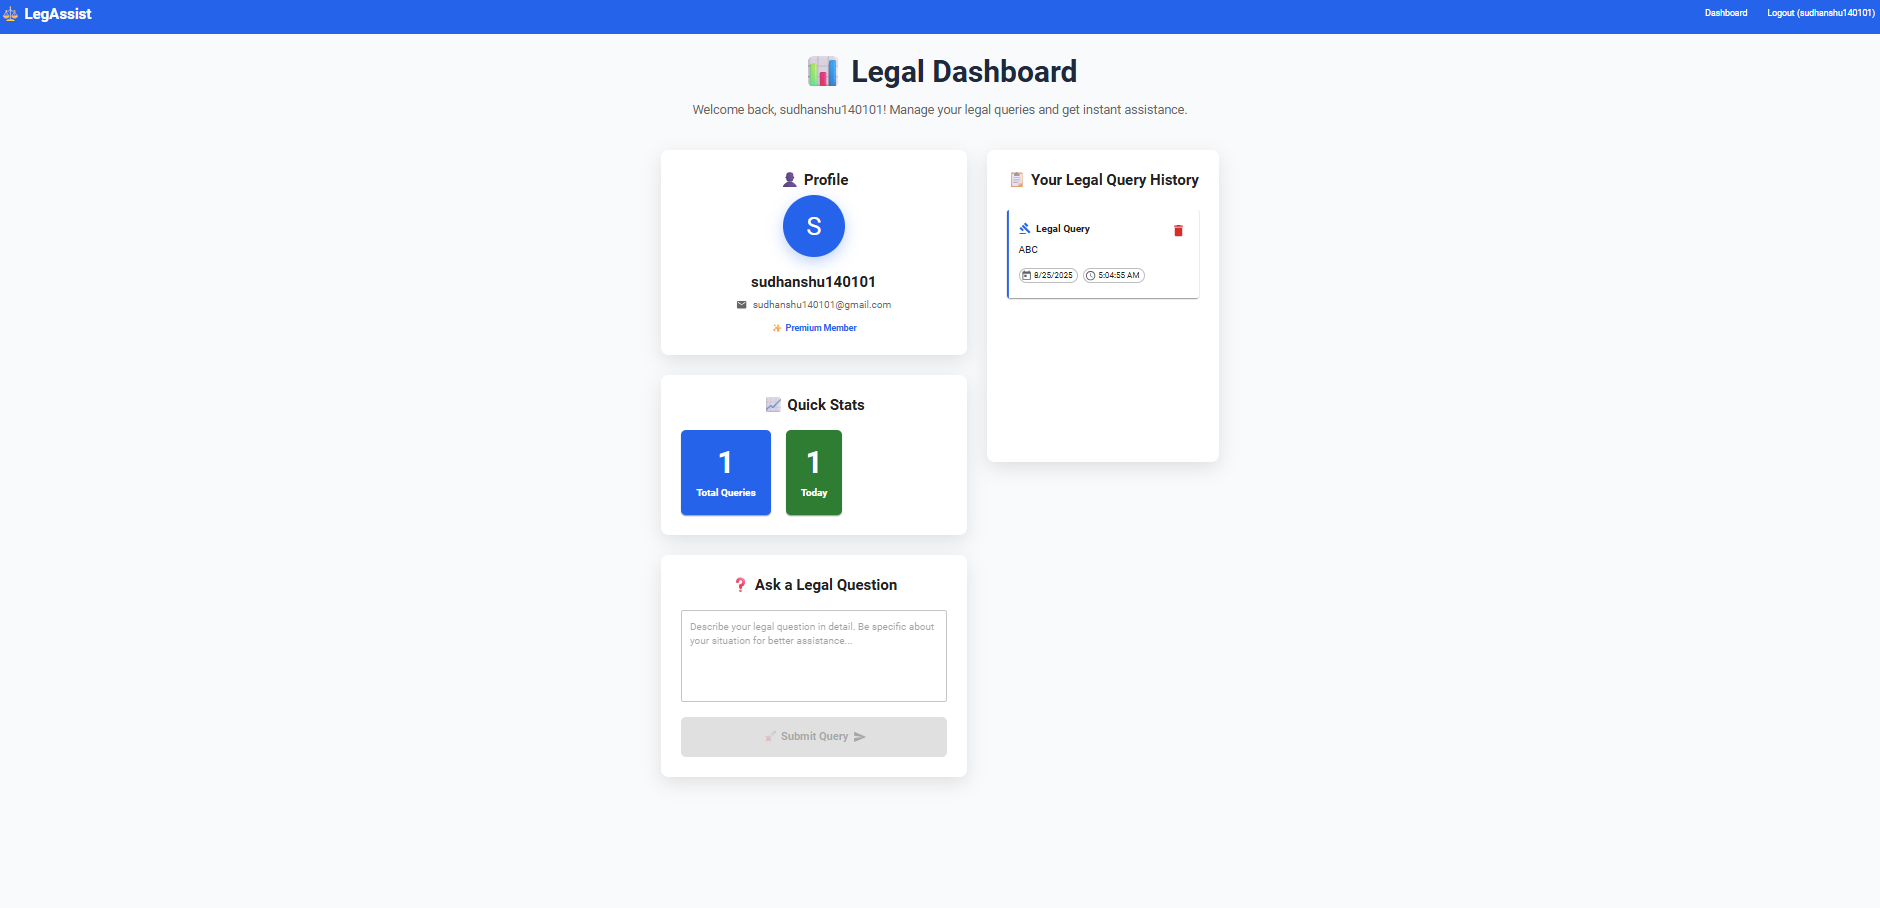 LegAssist
Dashboard
Logout (sudhanshu140101)
Legal Dashboard
Welcome back, sudhanshu140101! Manage your legal queries and get instant assistance.
Profile
S
sudhanshu140101
sudhanshu140101@gmail.com
Premium Member
Quick Stats
1
Total Queries
1
Today
Ask a Legal Question
Describe your legal question in detail. Be specific about
your situation for better assistance...
Submit Query
Your Legal Query History
Legal Query
ABC
8/25/2025
5:04:55 AM